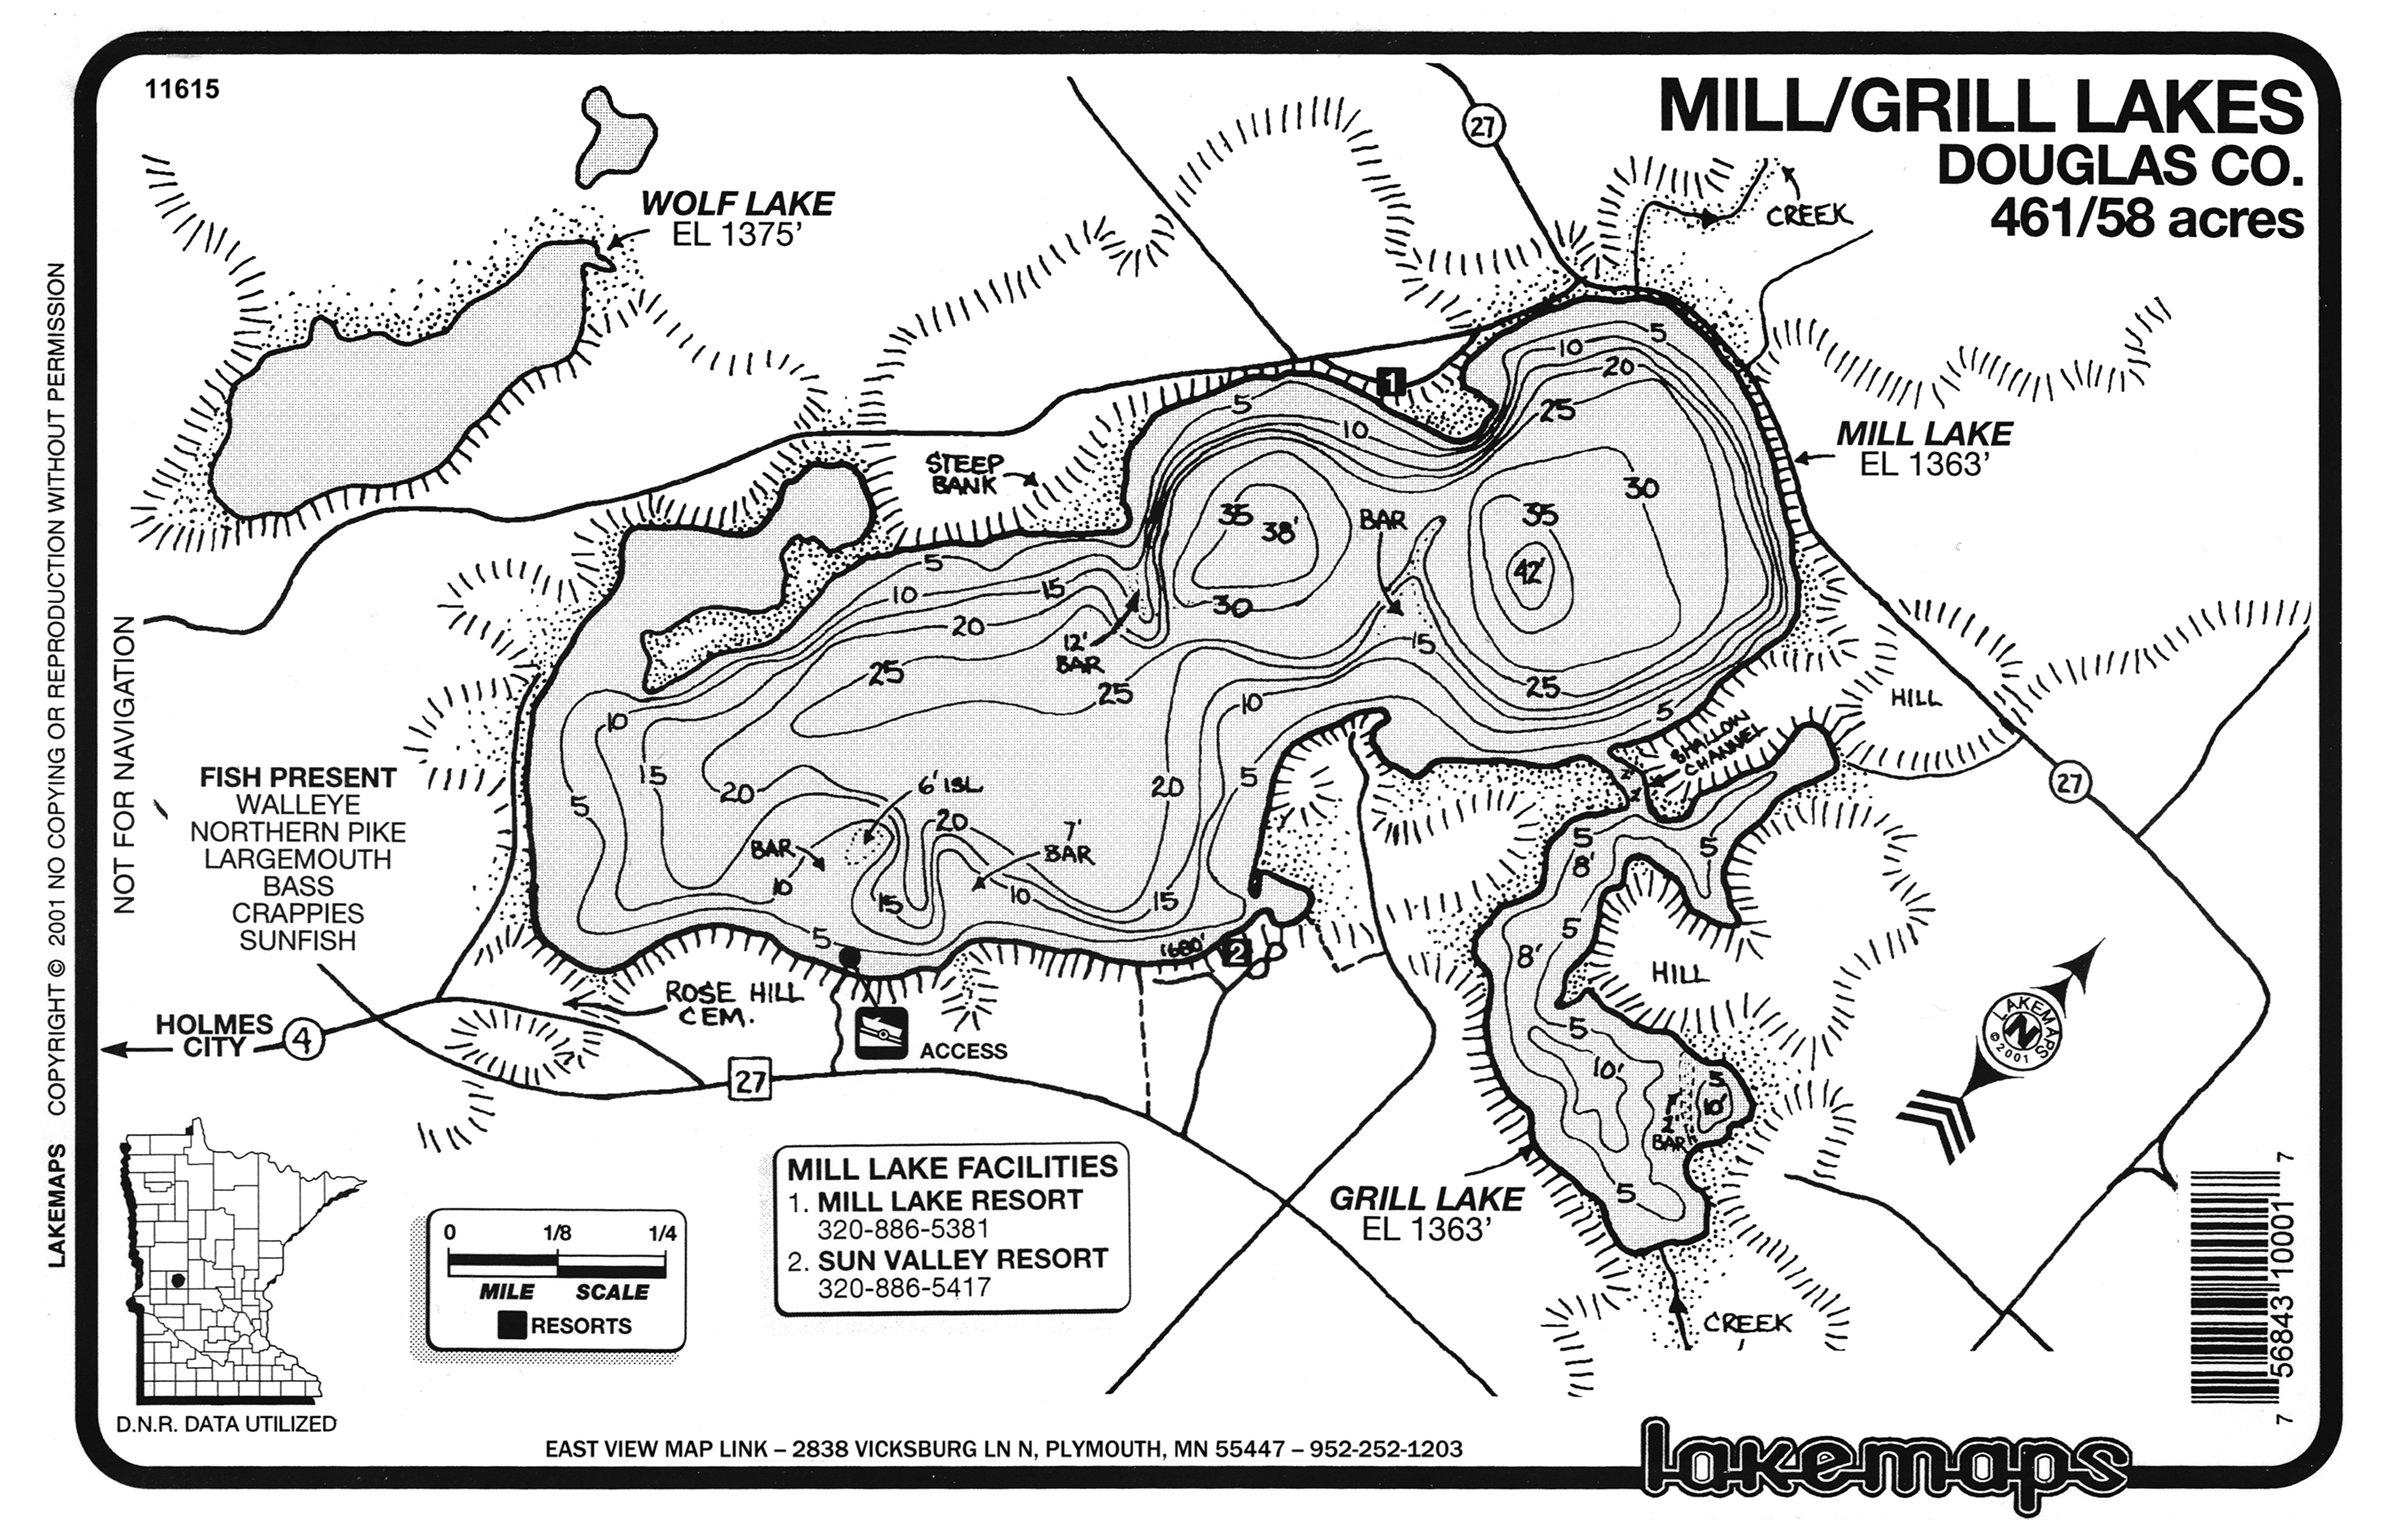 11615
MILL/GRILL LAKES
DOUGLAS CO.
461/58 acres
27
CREEK
WOLF LAKE
EL 1375'
MILL LAKE
EL 1363'
STEEP
BANK
1
5
10
20
25
30
35
42'
5
10
35
38'
30
BAR
15
25
5
5
10
15
20
12'
BAR
25
25
10
10
15
20
5
20
5
6' ISL
20
7'
BAR
BAR
10
15
10
15
5
1680'
2
SHALLOW
CHANNEL
HILL
27
5
8'
5
5
8'
HILL
5
10'
5
10'
2'
BAR
5
GRILL LAKE
EL 1363'
CREEK
FISH PRESENT
WALLEYE
NORTHERN PIKE
LARGEMOUTH
BASS
CRAPPIES
SUNFISH
NOT FOR NAVIGATION
LAKEMAPS COPYRIGHT © 2001 NO COPYING OR REPRODUCTION WITHOUT PERMISSION
HOLMES
CITY
4
ROSE HILL
CEM.
ACCESS
27
LAKEMAPS
N
©2001
0 1/8 1/4
MILE SCALE
RESORTS
MILL LAKE FACILITIES
1. MILL LAKE RESORT
320-886-5381
2. SUN VALLEY RESORT
320-886-5417
D.N.R. DATA UTILIZED
EAST VIEW MAP LINK – 2838 VICKSBURG LN N, PLYMOUTH, MN 55447 – 952-252-1203
lakemaps
7 56843 10001 7